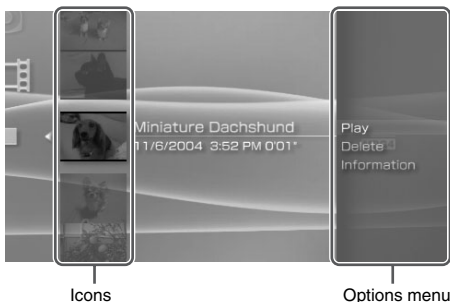 Miniature Dachshund
11/6/2004 3:52 PM 0'01"
Play
Delete
Information
Icons
Options menu